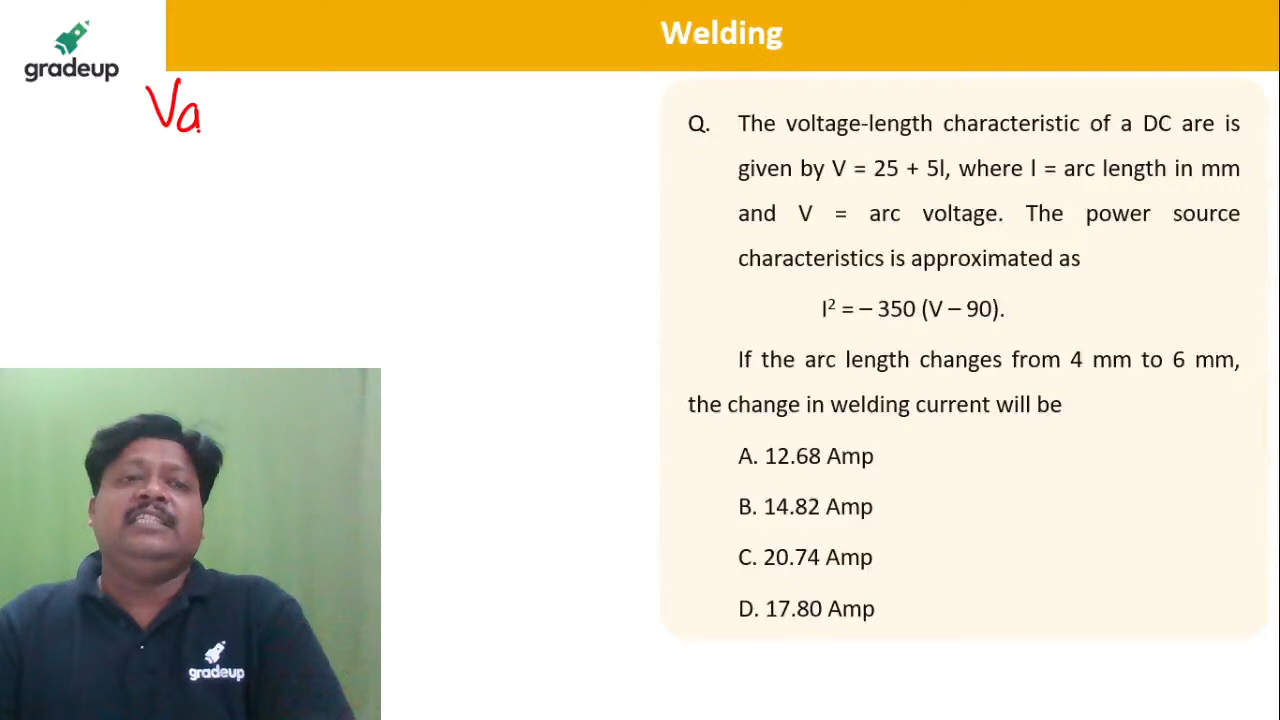 Welding
gradeup
Va
Q. The voltage-length characteristic of a DC are is
given by V = 25 + 5l, where l = arc length in mm
and V = arc voltage. The power source
characteristics is approximated as
I² = – 350 (V – 90).
If the arc length changes from 4 mm to 6 mm,
the change in welding current will be
A. 12.68 Amp
B. 14.82 Amp
C. 20.74 Amp
D. 17.80 Amp
gradeup